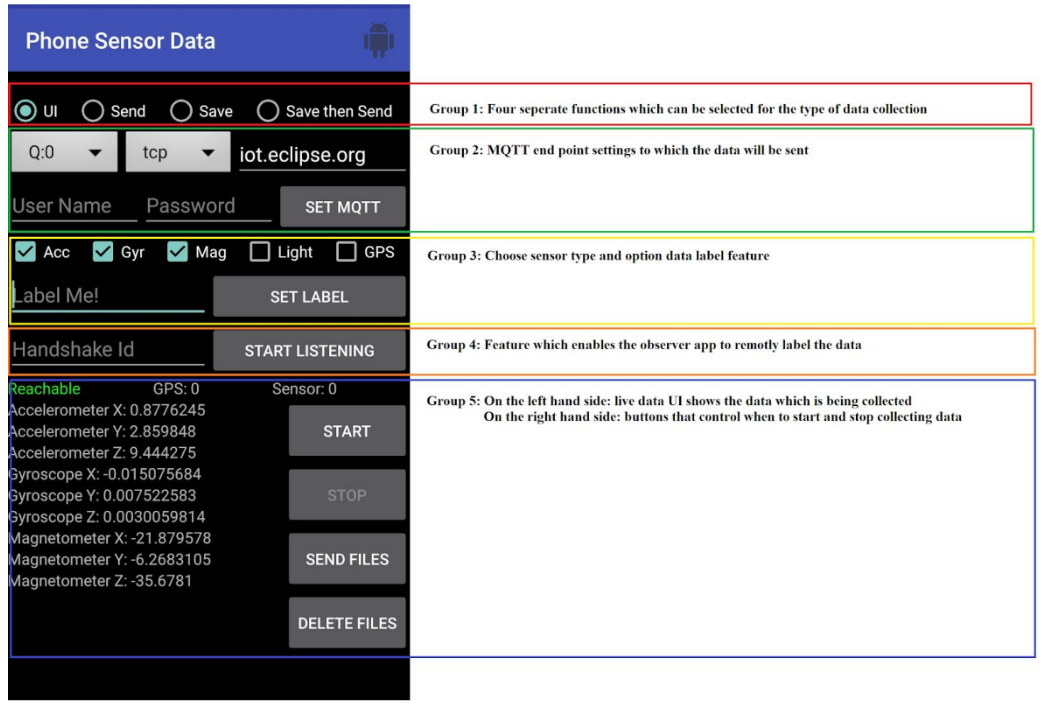 Phone Sensor Data
UI Send Save Save then Send
Group 1: Four seperate functions which can be selected for the type of data collection
Q:0 tcp iot.eclipse.org
Group 2: MQTT end point settings to which the data will be sent
User Name Password SET MQTT
Acc Gyr Mag Light GPS
Group 3: Choose sensor type and option data label feature
Label Me! SET LABEL
Handshake Id START LISTENING
Group 4: Feature which enables the observer app to remotly label the data
Reachable GPS: 0 Sensor: 0
Accelerometer X: 0.8776245
Accelerometer Y: 2.859848
Accelerometer Z: 9.444275
Gyroscope X: -0.015075684
Gyroscope Y: 0.007522583
Gyroscope Z: 0.0030059814
Magnetometer X: -21.879578
Magnetometer Y: -6.2683105
Magnetometer Z: -35.6781
START
STOP
SEND FILES
DELETE FILES
Group 5: On the left hand side: live data UI shows the data which is being collected
On the right hand side: buttons that control when to start and stop collecting data